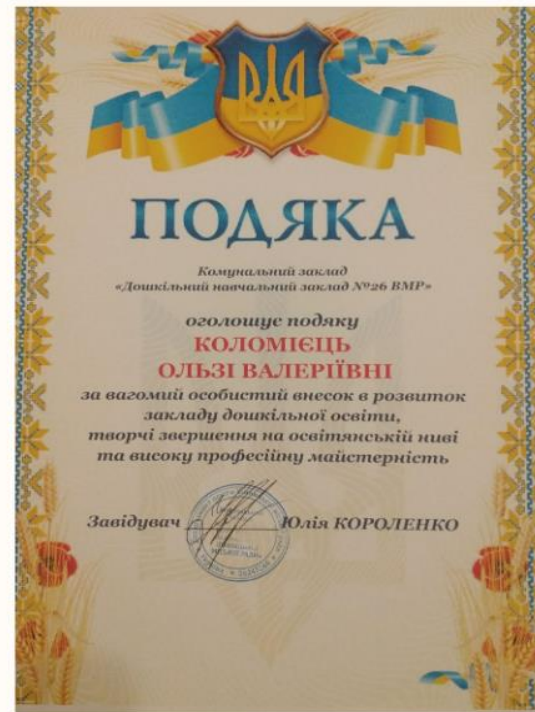 ПОДЯКА
Комунальний заклад
«Дошкільний навчальний заклад №26 ВМР»
оголошує подяку
КОЛОМІЄЦЬ
ОЛЬЗІ ВАЛЕРІЇВНІ
за вагомий особистий внесок в розвиток
закладу дошкільної освіти,
творчі звершення на освітянській ниві
та високу професійну майстерність
Завідувач Юлія КОРОЛЕНКО